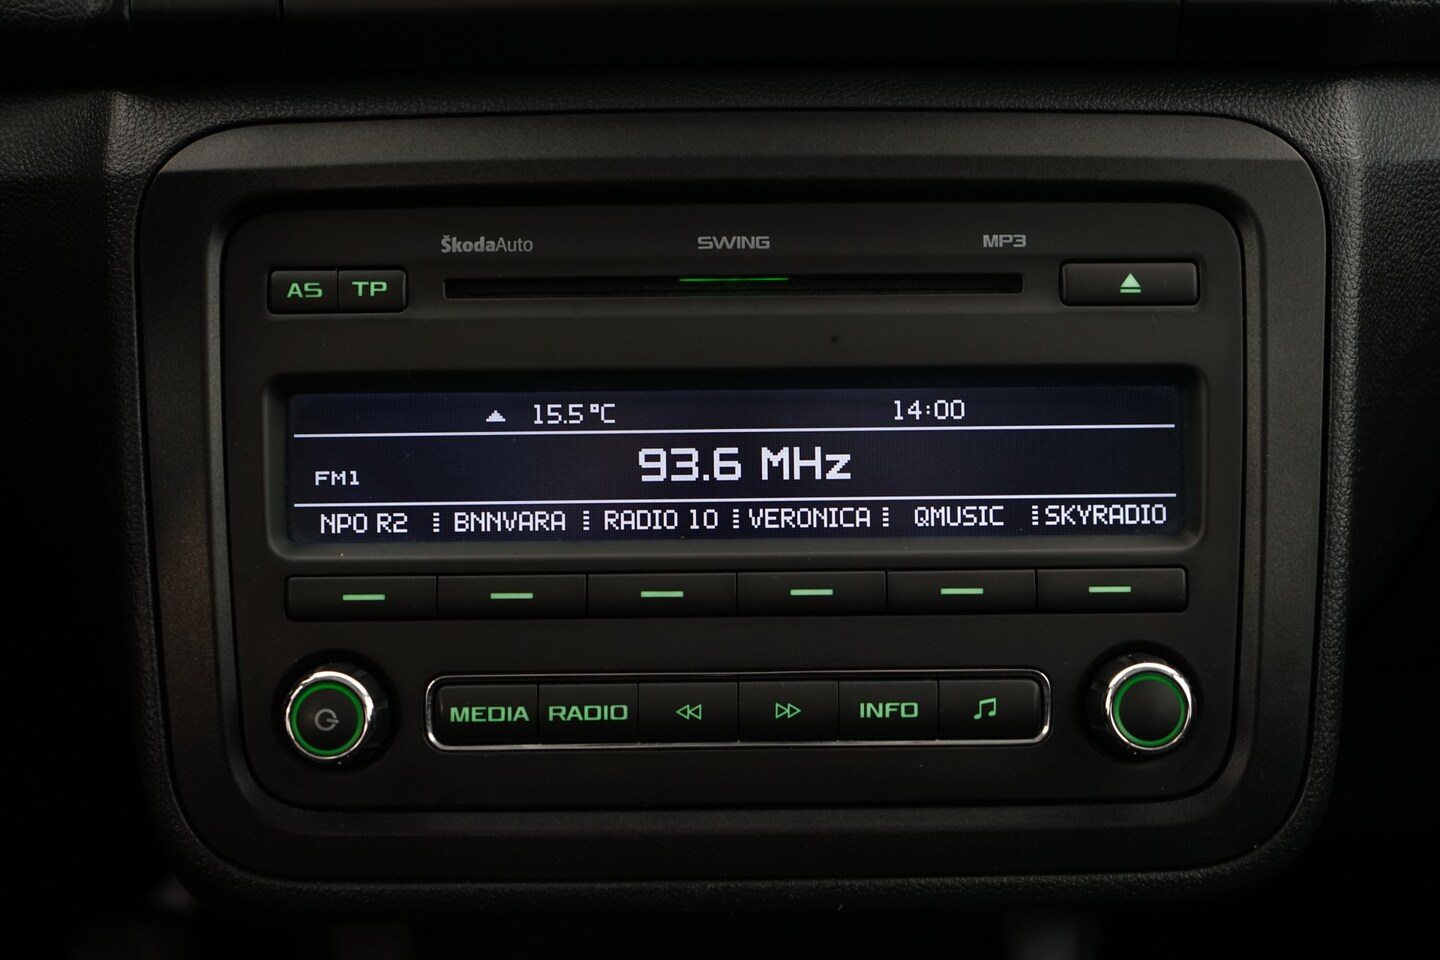 ŠkodaAuto SWING MP3
AS TP
15.5°C 14:00
93.6 MHz
FM1
NPO R2 BNNVARA RADIO 10 VERONICA QMUSIC SKYRADIO
MEDIA RADIO INFO